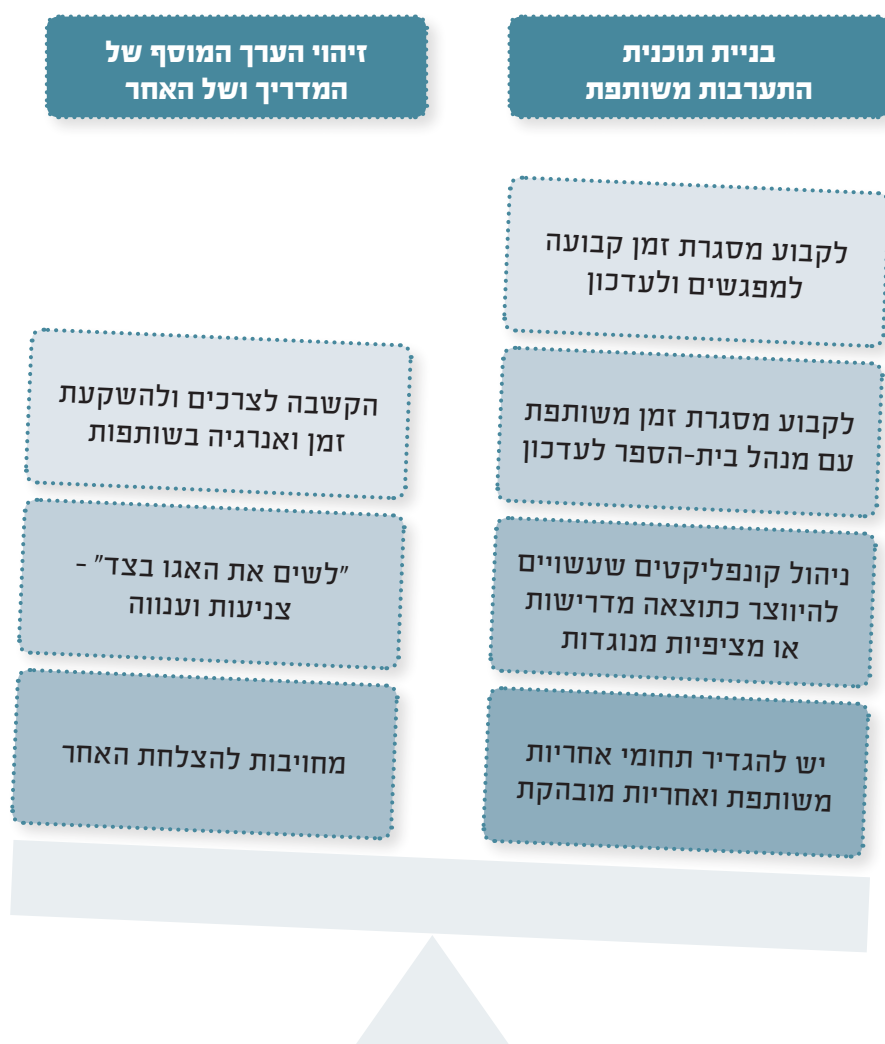 בניית תוכנית
התערבות משותפת
לקבוע מסגרת זמן קבועה
למפגשים ולעדכון
לקבוע מסגרת זמן משותפת
עם מנהל בית-הספר לעדכון
ניהול קונפליקטים שעשויים
להיווצר כתוצאה מדרישות
או מציפיות מנוגדות
יש להגדיר תחומי אחריות
משותפת ואחריות מובהקת
זיהוי הערך המוסף של
המדריך ושל האחר
הקשבה לצרכים ולהשקעת
זמן ואנרגיה בשותפות
"לשים את האגו בצד" -
צניעות וענווה
מחויבות להצלחת האחר